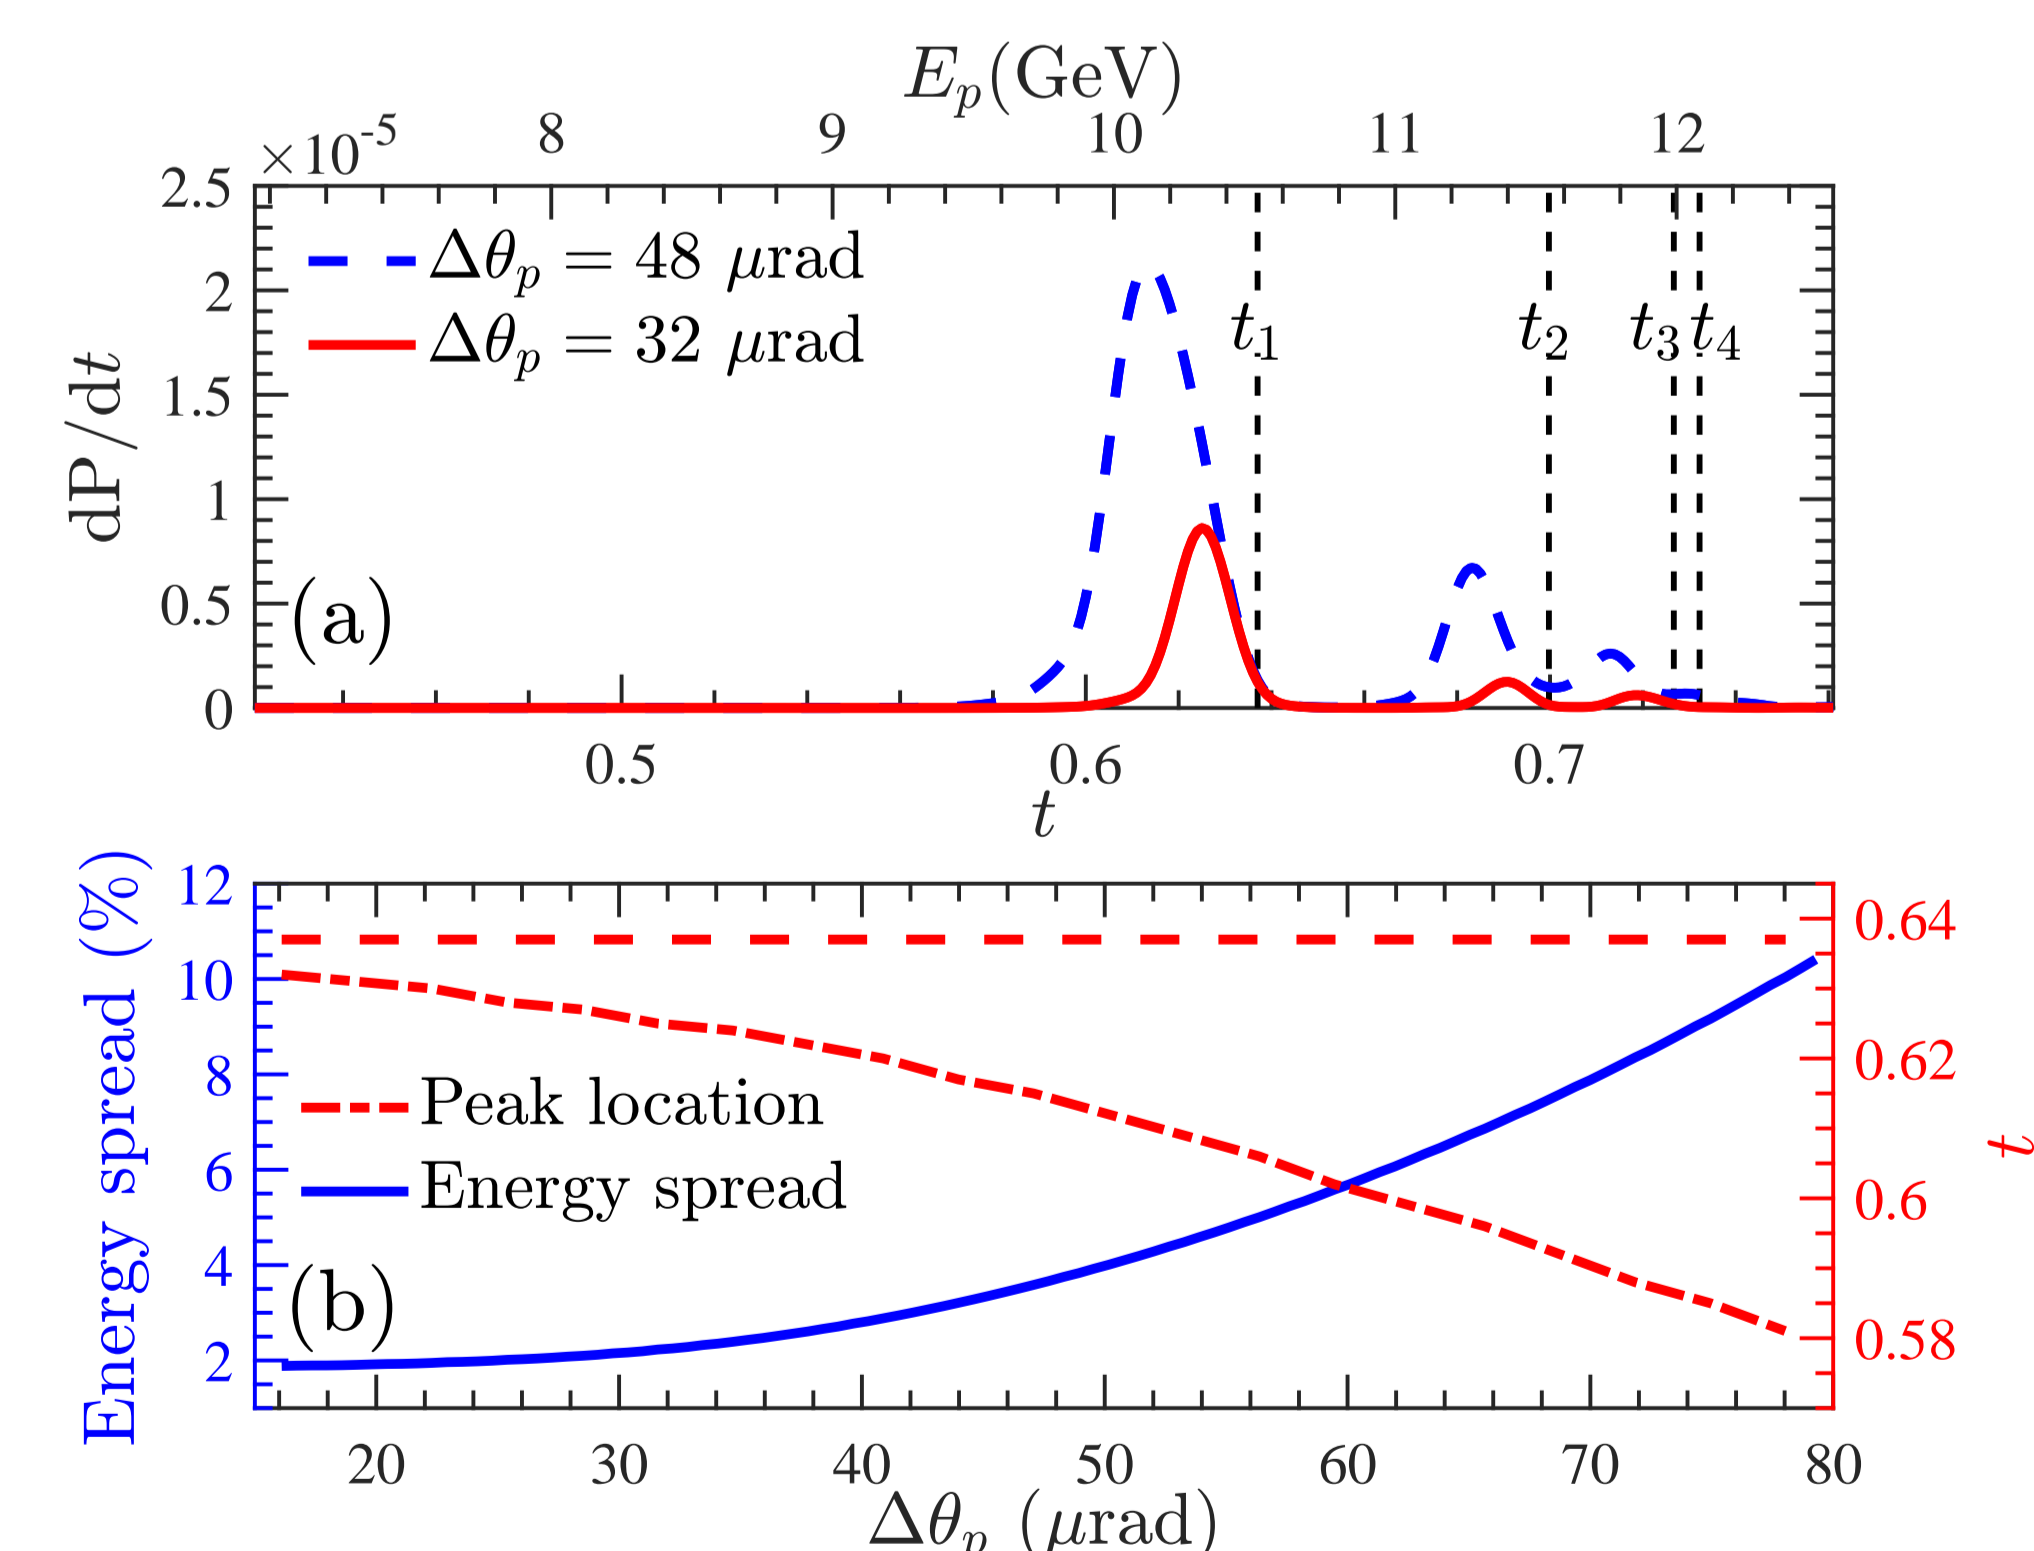 E_p(GeV)
×10^-5 8 9 10 11 12
2.5
2
1.5
1
0.5
0
dP/dt
Δθ_p = 48 μrad
Δθ_p = 32 μrad
t_1 t_2 t_3 t_4
(a)
0.5 0.6 0.7
t
Energy spread (%)
12
10
8
6
4
2
Peak location
Energy spread
(b)
0.64
0.62
0.6
0.58
t
20 30 40 50 60 70 80
Δθ_p (μrad)